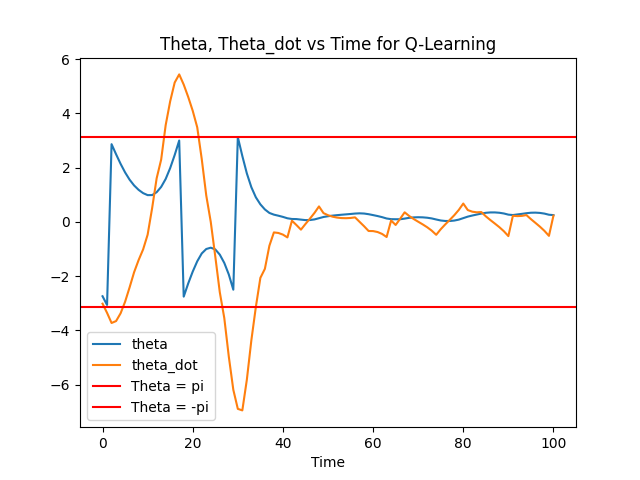 Theta, Theta_dot vs Time for Q-Learning
6
4
2
0
−2
−4
−6
theta
theta_dot
Theta = pi
Theta = -pi
0 20 40 60 80 100
Time